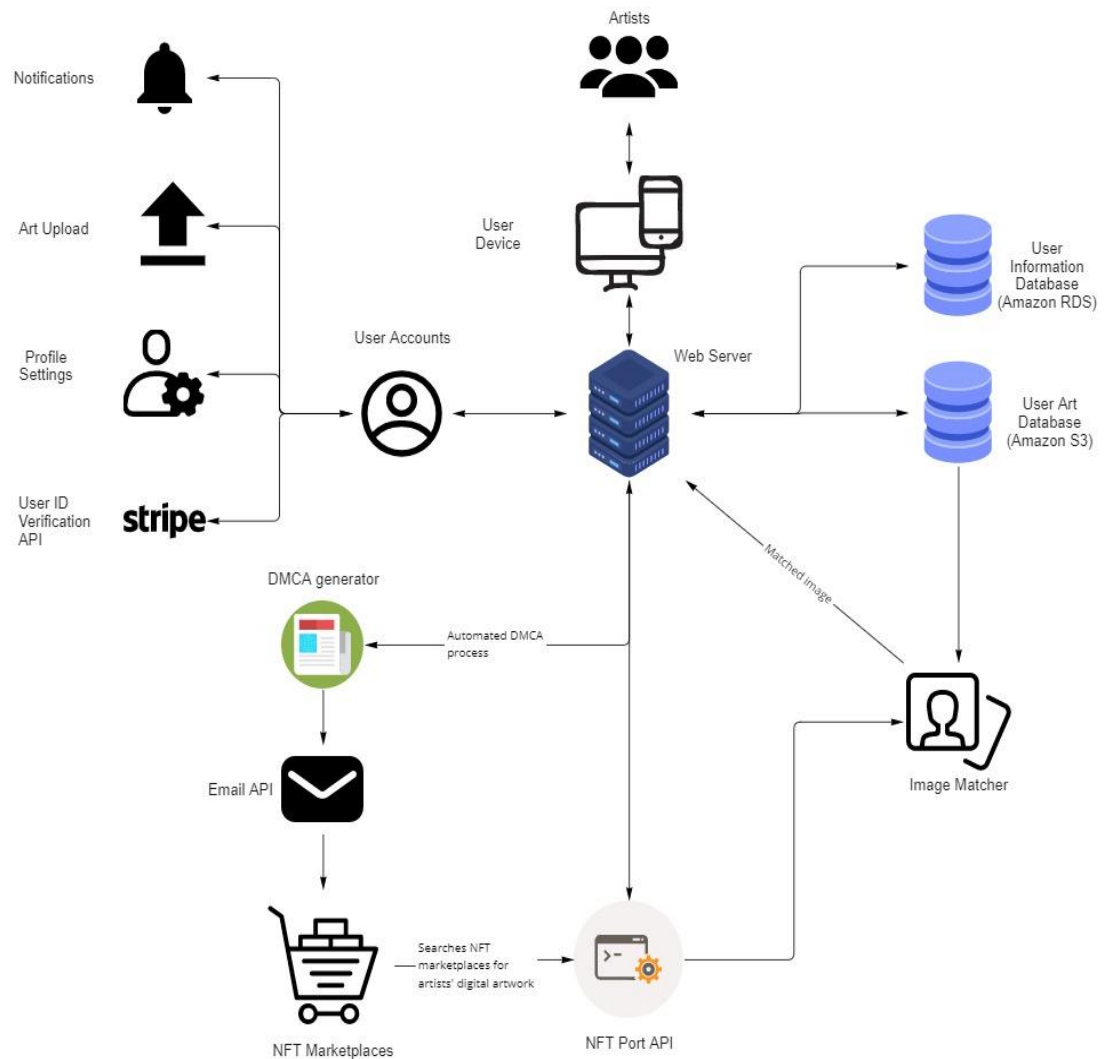 Artists
Notifications
Art Upload
User
Device
User
Information
Database
(Amazon RDS)
Profile
Settings
User Accounts
Web Server
User Art
Database
(Amazon S3)
User ID
Verification
API
stripe
Matched image
DMCA generator
Automated DMCA
process
Email API
Image Matcher
Searches NFT
marketplaces for
artists' digital artwork
NFT Marketplaces
NFT Port API